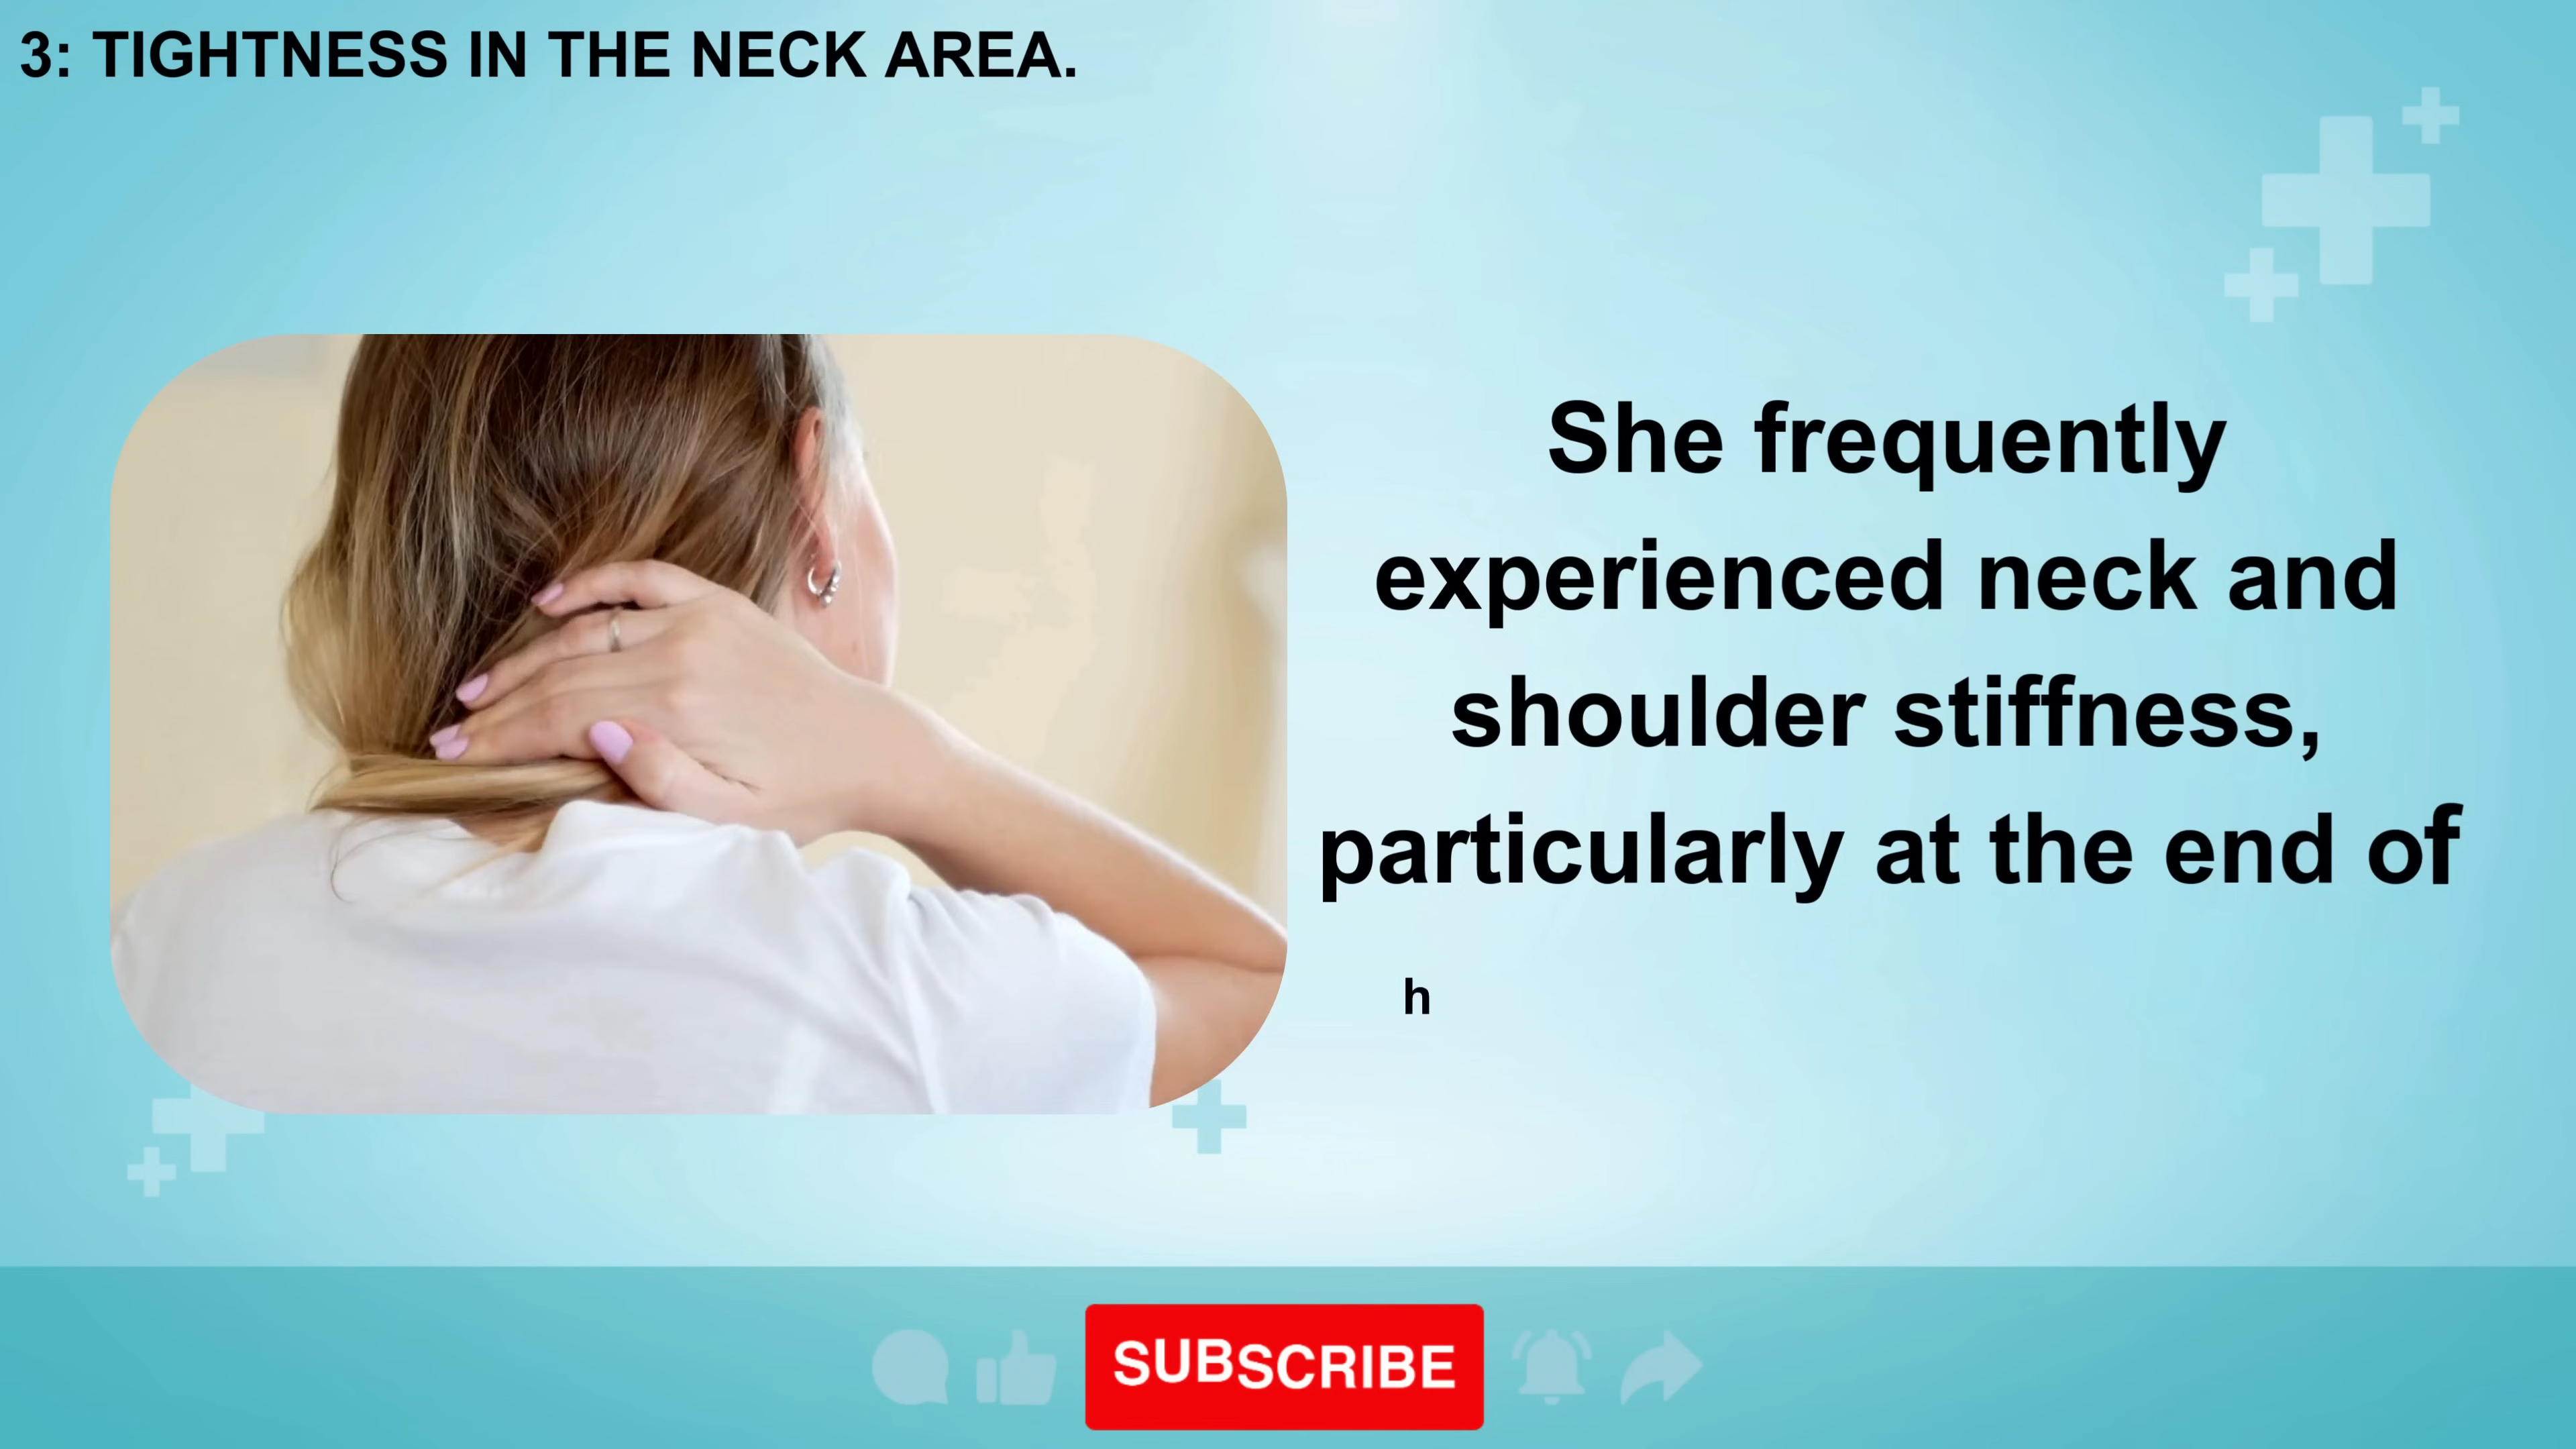 3: TIGHTNESS IN THE NECK AREA.
She frequently
experienced neck and
shoulder stiffness,
particularly at the end of
h
SUBSCRIBE